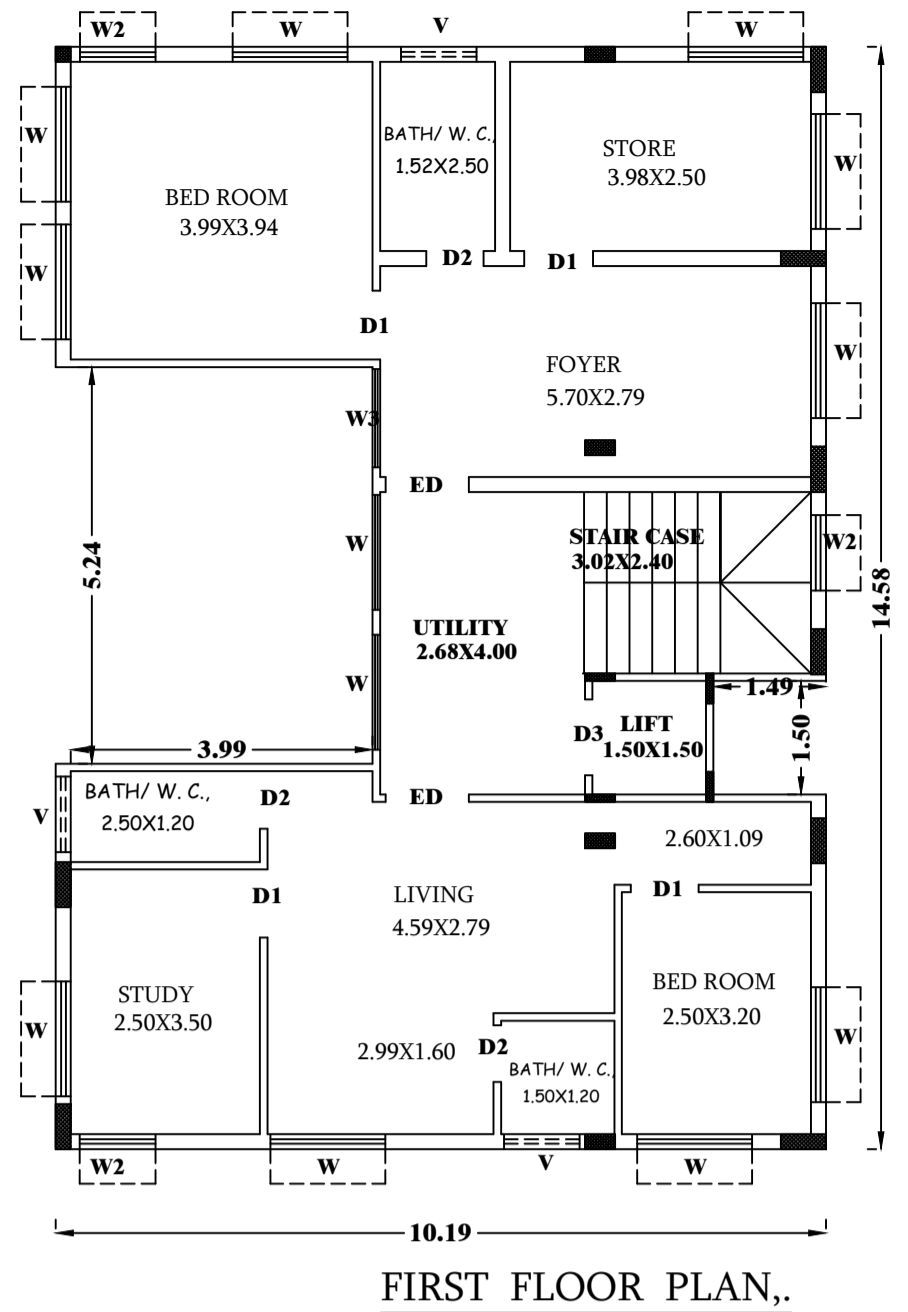 W2
W
V
W
W
BATH/ W. C.,
1.52X2.50
STORE
3.98X2.50
W
BED ROOM
3.99X3.94
W
D2
D1
D1
W
FOYER
5.70X2.79
W3
ED
STAIR CASE
3.02X2.40
W
W2
5.24
14.58
UTILITY
2.68X4.00
W
1.49
D3
LIFT
1.50X1.50
1.50
3.99
BATH/ W. C.,
2.50X1.20
D2
ED
V
2.60X1.09
D1
LIVING
4.59X2.79
D1
STUDY
2.50X3.50
BED ROOM
2.50X3.20
W
2.99X1.60
D2
W
BATH/ W. C.,
1.50X1.20
W2
W
V
W
10.19
FIRST FLOOR PLAN,.